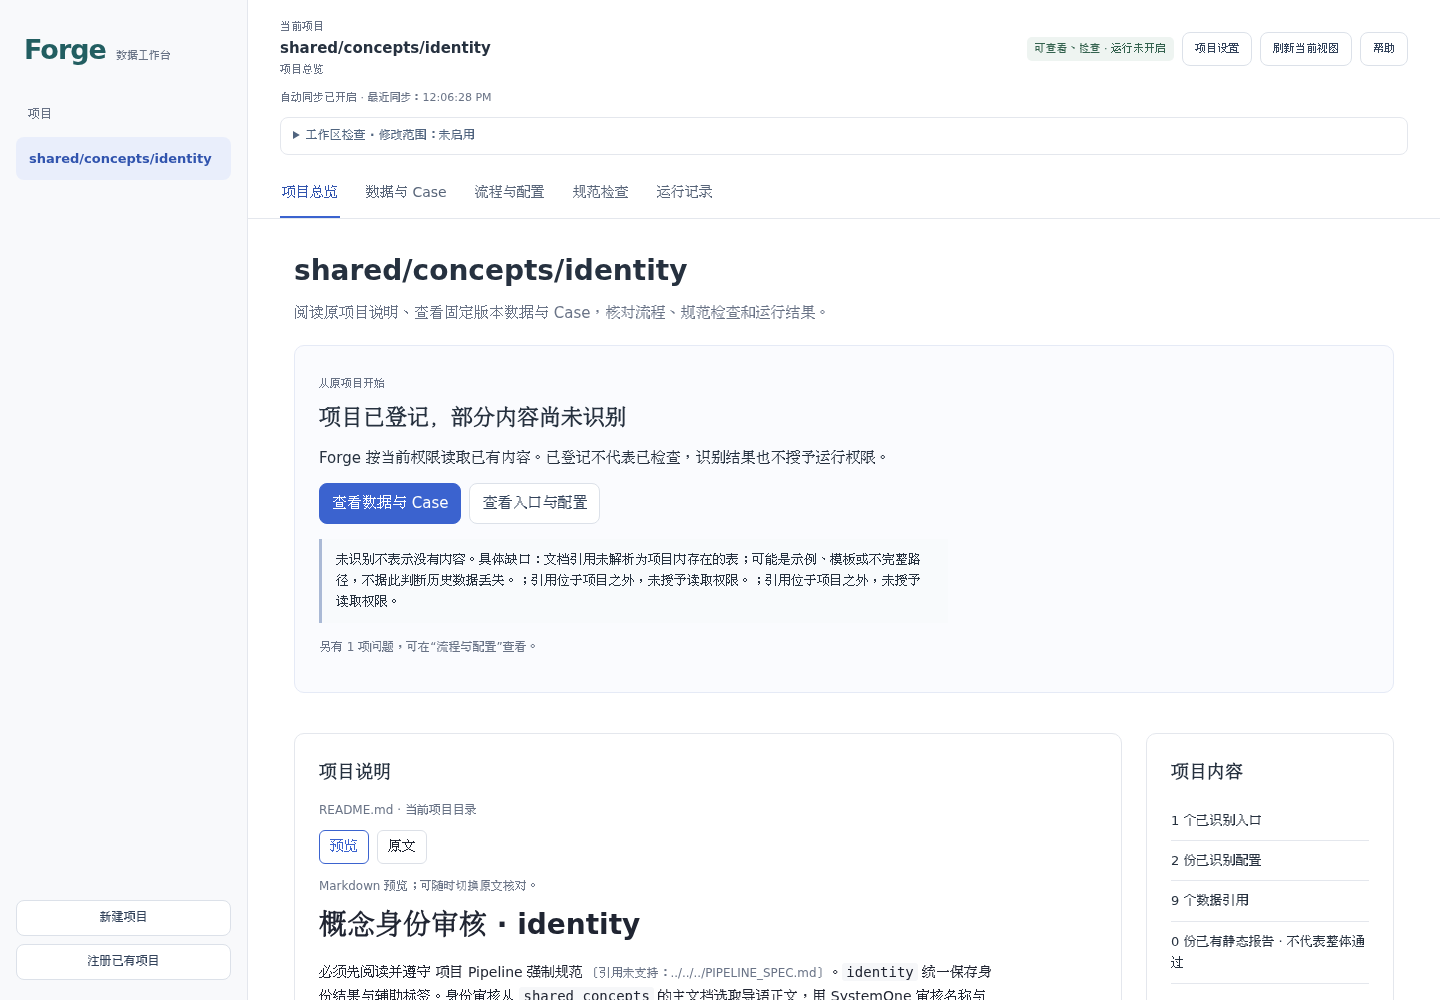 Forge 数据工作台
项目
shared/concepts/identity
新建项目
注册已有项目
当前项目
shared/concepts/identity
项目总览
自动同步已开启 · 最近同步：12:06:28 PM
可查看、检查 · 运行未开启
项目设置
刷新当前视图
帮助
▶ 工作区检查 · 修改范围：未启用
项目总览 数据与 Case 流程与配置 规范检查 运行记录
shared/concepts/identity
阅读原项目说明、查看固定版本数据与 Case，核对流程、规范检查和运行结果。
从原项目开始
项目已登记，部分内容尚未识别
Forge 按当前权限读取已有内容。已登记不代表已检查，识别结果也不授予运行权限。
查看数据与 Case 查看入口与配置
未识别不表示没有内容。具体缺口：文档引用未解析为项目内存在的表；可能是示例、模板或不完整路
径，不据此判断历史数据丢失。；引用位于项目之外，未授予读取权限。；引用位于项目之外，未授予
读取权限。
另有 1 项问题，可在“流程与配置”查看。
项目说明
README.md · 当前项目目录
预览 原文
Markdown 预览；可随时切换原文核对。
概念身份审核 · identity
必须先阅读并遵守 项目 Pipeline 强制规范 〔引用未支持：../../../PIPELINE_SPEC.md〕。identity 统一保存身
份结果与辅助标签。身份审核从 shared_concepts 的主文档选取导语正文，用 SystemOne 审核名称与
项目内容
1 个已识别入口
2 份已识别配置
9 个数据引用
0 份已有静态报告 · 不代表整体通
过